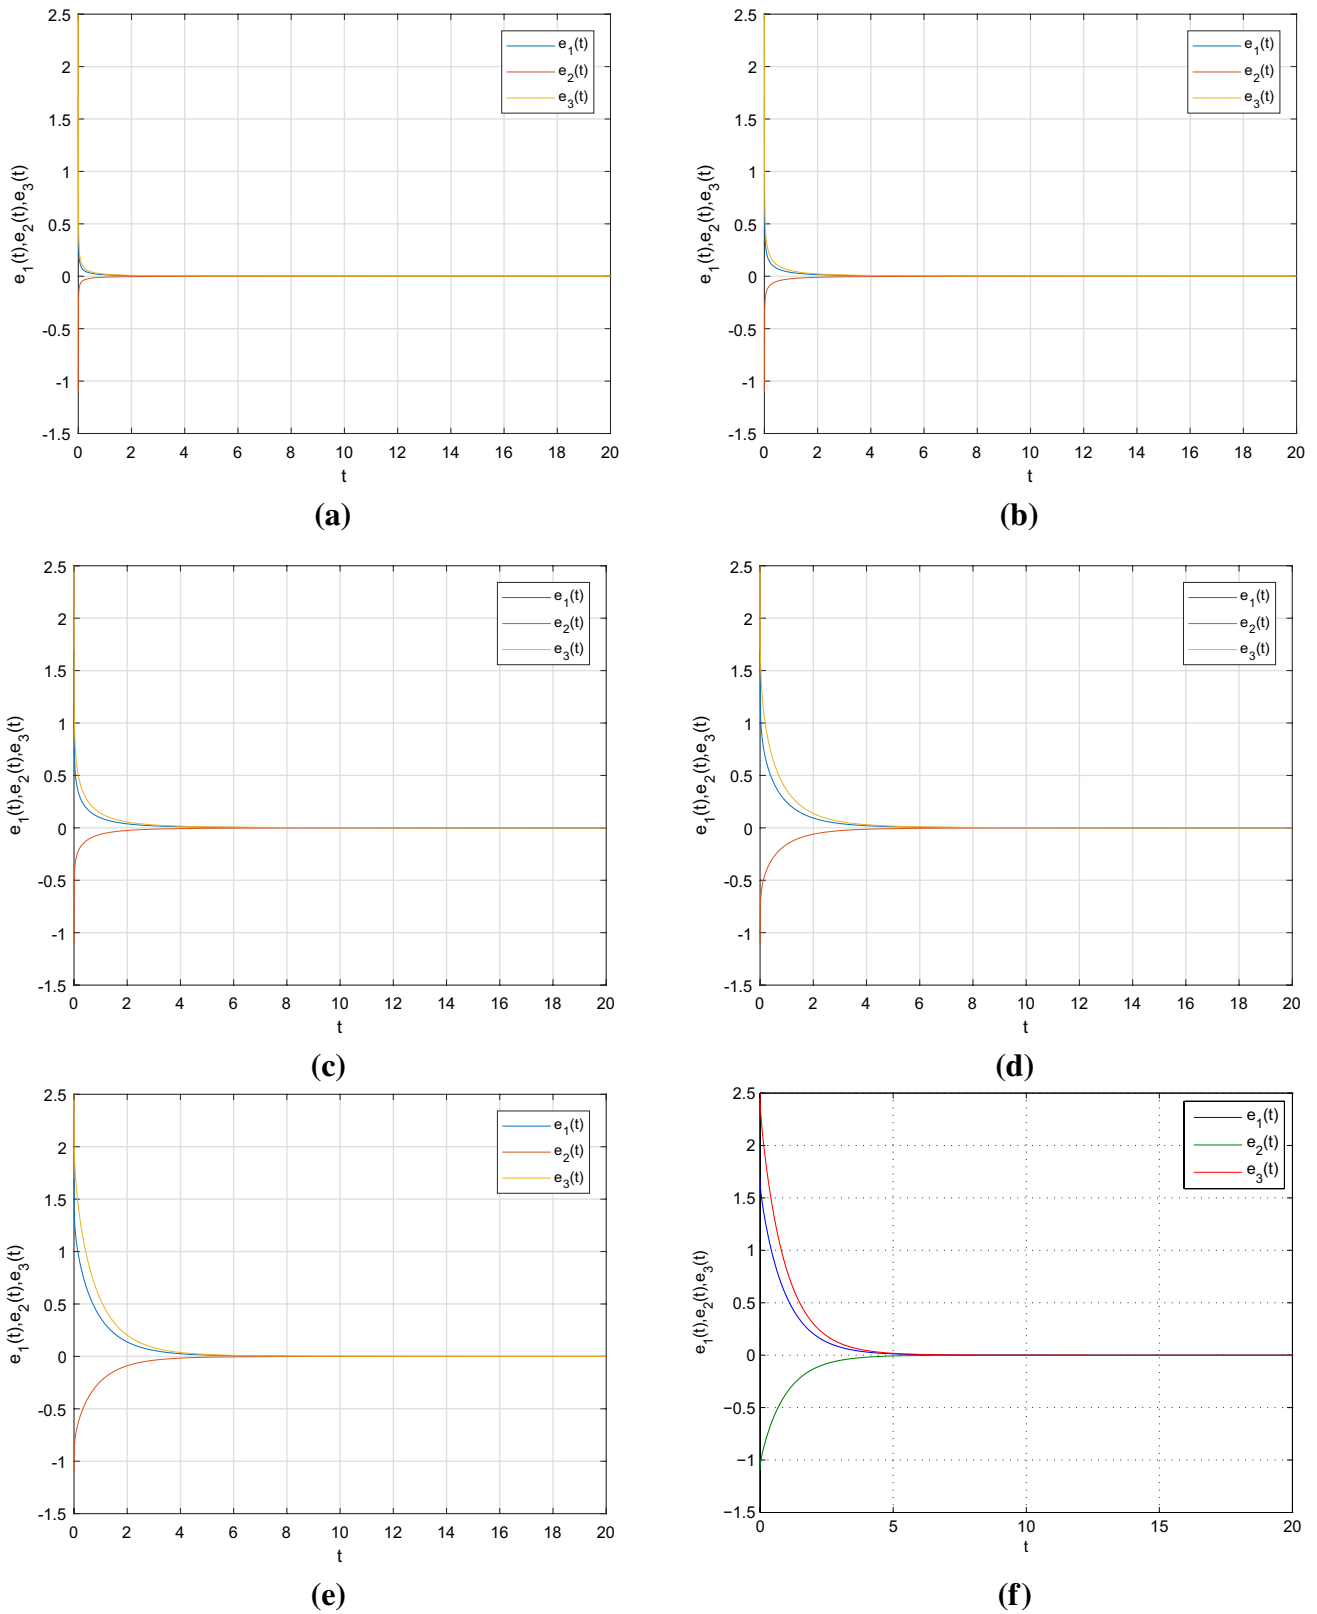 2.5
2
1.5
1
0.5
0
-0.5
-1
-1.5
e1(t),e2(t),e3(t)
e1(t)
e2(t)
e3(t)
0 2 4 6 8 10 12 14 16 18 20
t
(a)
2.5
2
1.5
1
0.5
0
-0.5
-1
-1.5
e1(t),e2(t),e3(t)
e1(t)
e2(t)
e3(t)
0 2 4 6 8 10 12 14 16 18 20
t
(b)
2.5
2
1.5
1
0.5
0
-0.5
-1
-1.5
e1(t),e2(t),e3(t)
e1(t)
e2(t)
e3(t)
0 2 4 6 8 10 12 14 16 18 20
t
(c)
2.5
2
1.5
1
0.5
0
-0.5
-1
-1.5
e1(t),e2(t),e3(t)
e1(t)
e2(t)
e3(t)
0 2 4 6 8 10 12 14 16 18 20
t
(d)
2.5
2
1.5
1
0.5
0
-0.5
-1
-1.5
e1(t),e2(t),e3(t)
e1(t)
e2(t)
e3(t)
0 2 4 6 8 10 12 14 16 18 20
t
(e)
2.5
2
1.5
1
0.5
0
−0.5
−1
−1.5
e1(t),e2(t),e3(t)
e1(t)
e2(t)
e3(t)
0 5 10 15 20
t
(f)